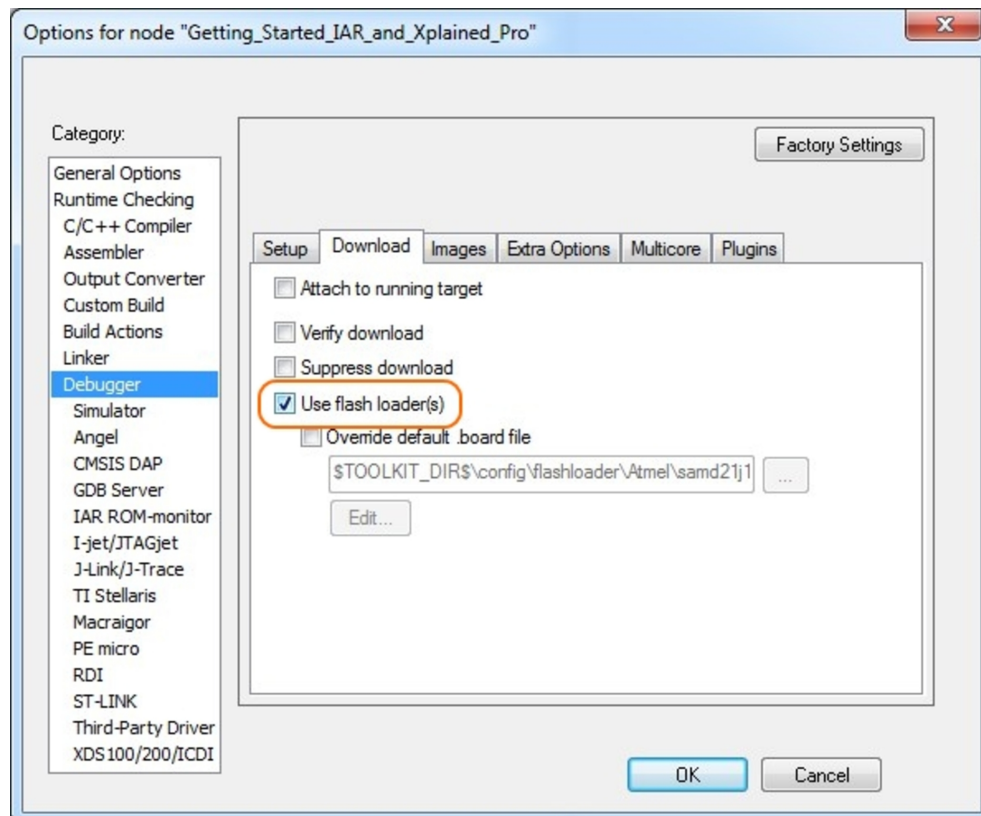 Options for node "Getting_Started_IAR_and_Xplained_Pro"
Category:
Factory Settings
General Options
Runtime Checking
C/C++ Compiler
Assembler
Output Converter
Custom Build
Build Actions
Linker
Debugger
Simulator
Angel
CMSIS DAP
GDB Server
IAR ROM-monitor
I-jet/JTAGjet
J-Link/J-Trace
TI Stellaris
Macraigor
PE micro
RDI
ST-LINK
Third-Party Driver
XDS100/200/ICDI
Setup Download Images Extra Options Multicore Plugins
Attach to running target
Verify download
Suppress download
Use flash loader(s)
Override default .board file
$TOOLKIT_DIR$\config\flashloader\Atmel\samd21j1 ...
Edit...
OK Cancel